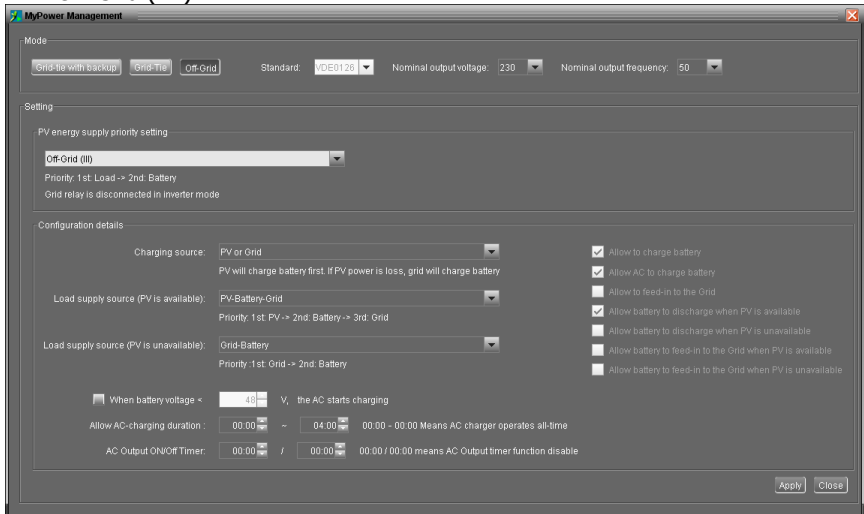 MyPower Management
Mode
Grid-tie with backup Grid-Tie Off-Grid Standard: VDE0126 Nominal output voltage: 230 Nominal output frequency: 50
Setting
PV energy supply priority setting
Off-Grid (III)
Priority: 1st: Load -> 2nd: Battery
Grid relay is disconnected in inverter mode
Configuration details
Charging source: PV or Grid
PV will charge battery first. If PV power is loss, grid will charge battery
Load supply source (PV is available): PV-Battery-Grid
Priority: 1st: PV -> 2nd: Battery -> 3rd: Grid
Load supply source (PV is unavailable): Grid-Battery
Priority :1st: Grid -> 2nd: Battery
Allow to charge battery
Allow AC to charge battery
Allow to feed-in to the Grid
Allow battery to discharge when PV is available
Allow battery to discharge when PV is unavailable
Allow battery to feed-in to the Grid when PV is available
Allow battery to feed-in to the Grid when PV is unavailable
When battery voltage < 48 V, the AC starts charging
Allow AC-charging duration : 00:00 ~ 04:00 00:00 - 00:00 Means AC charger operates all-time
AC Output ON/Off Timer: 00:00 / 00:00 00:00 / 00:00 means AC Output timer function disable
Apply Close